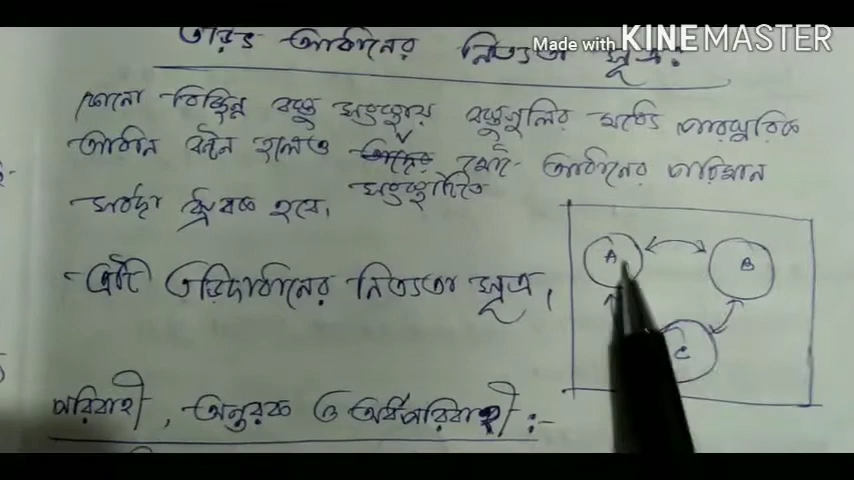 তড়িৎ আধানের নিত্যতা সূত্র:
Made with KINEMASTER
কোনো বিচ্ছিন্ন বস্তু সংস্থায় বস্তুগুলির মধ্যে পারস্পরিক
আধান বন্টন হলেও মোট আধানের পরিমান
সংস্থাটিতে
সর্বদা ধ্রুবক হবে।
A
B
C
- এটাই তড়িদাধানের নিত্যতা সূত্র।
পরিবাহী, অন্তরক ও অর্ধপরিবাহী :-